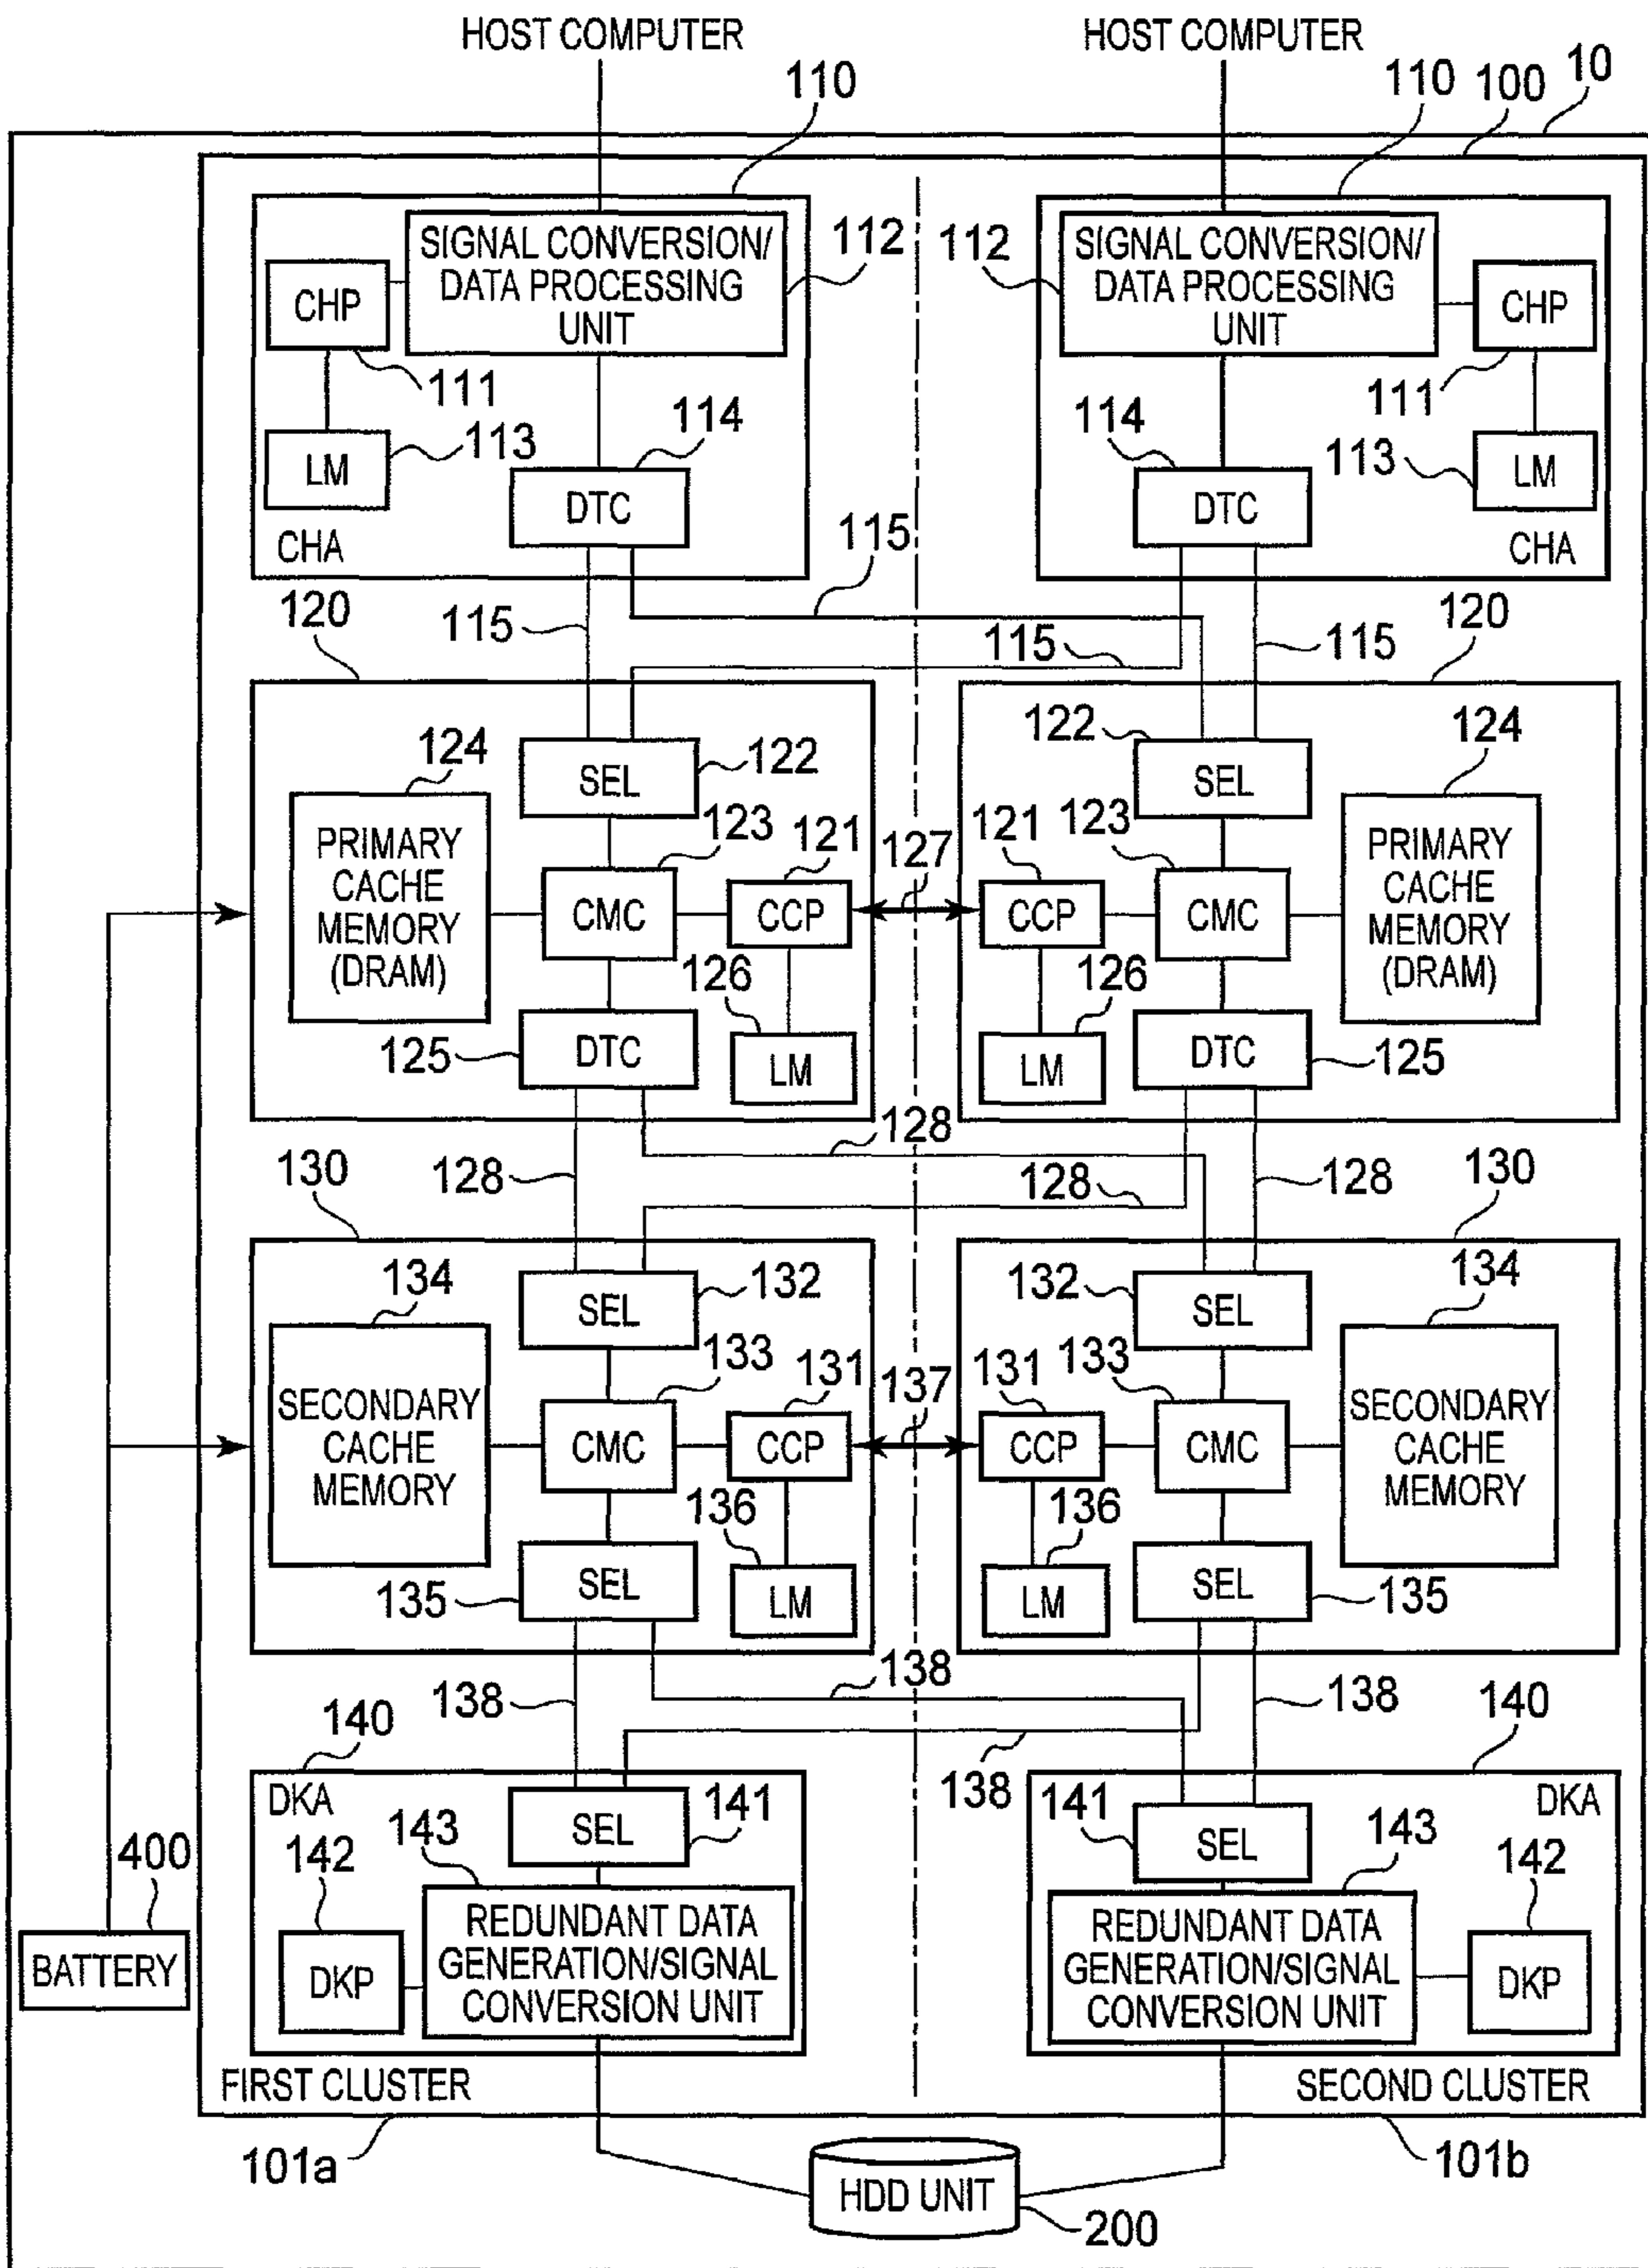 HOST COMPUTER
HOST COMPUTER
110
110
100
10
SIGNAL CONVERSION/
DATA PROCESSING
UNIT
112
CHP
111
113
LM
114
DTC
CHA
112
SIGNAL CONVERSION/
DATA PROCESSING
UNIT
CHP
111
114
113
LM
DTC
CHA
115
115
115
115
120
120
124
SEL
122
PRIMARY
CACHE
MEMORY
(DRAM)
123
121
CMC
CCP
126
125
DTC
LM
127
122
SEL
124
121
123
CCP
CMC
PRIMARY
CACHE
MEMORY
(DRAM)
126
LM
DTC
125
128
128
128
128
130
130
134
SEL
132
133
131
SECONDARY
CACHE
MEMORY
CMC
CCP
136
135
SEL
LM
137
132
SEL
134
131
133
CCP
CMC
SECONDARY
CACHE
MEMORY
136
LM
SEL
135
138
138
138
138
140
140
DKA
SEL
141
143
142
DKP
REDUNDANT DATA
GENERATION/SIGNAL
CONVERSION UNIT
141
SEL
DKA
143
142
REDUNDANT DATA
GENERATION/SIGNAL
CONVERSION UNIT
DKP
400
BATTERY
FIRST CLUSTER
SECOND CLUSTER
101a
101b
HDD UNIT
200